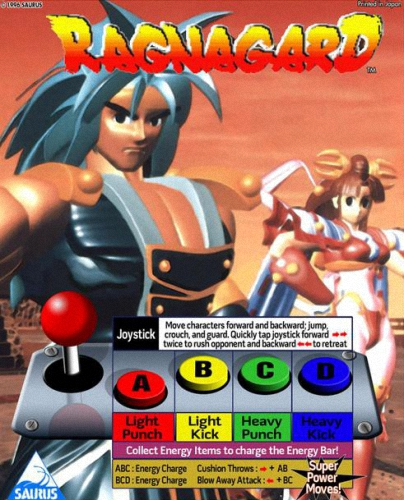 © 1996 SAURUS
Printed in Japan
RAGNAGARD
TM
Joystick
Move characters forward and backward; jump,
crouch, and guard. Quickly tap joystick forward →→
twice to rush opponent and backward ←← to retreat
A
B
C
D
Light Punch
Light Kick
Heavy Punch
Heavy Kick
Collect Energy Items to charge the Energy Bar!
ABC : Energy Charge
Cushion Throws : → + AB
BCD : Energy Charge
Blow Away Attack : ← + BC
Super
Power
Moves!
SAURUS